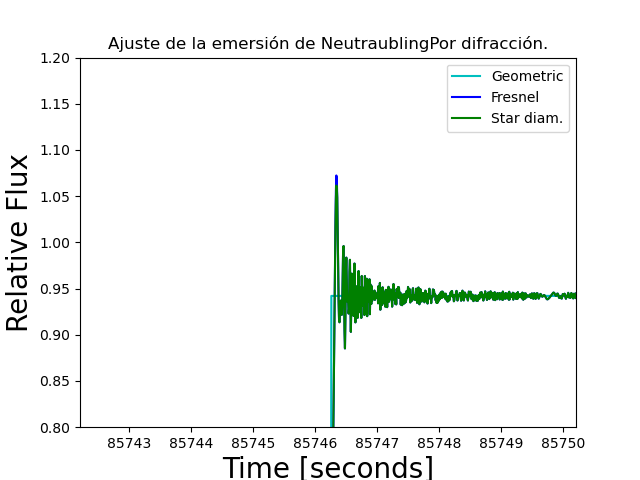 Ajuste de la emersión de NeutraublingPor difracción.
Geometric
Fresnel
Star diam.
Relative Flux
1.20
1.15
1.10
1.05
1.00
0.95
0.90
0.85
0.80
85743 85744 85745 85746 85747 85748 85749 85750
Time [seconds]